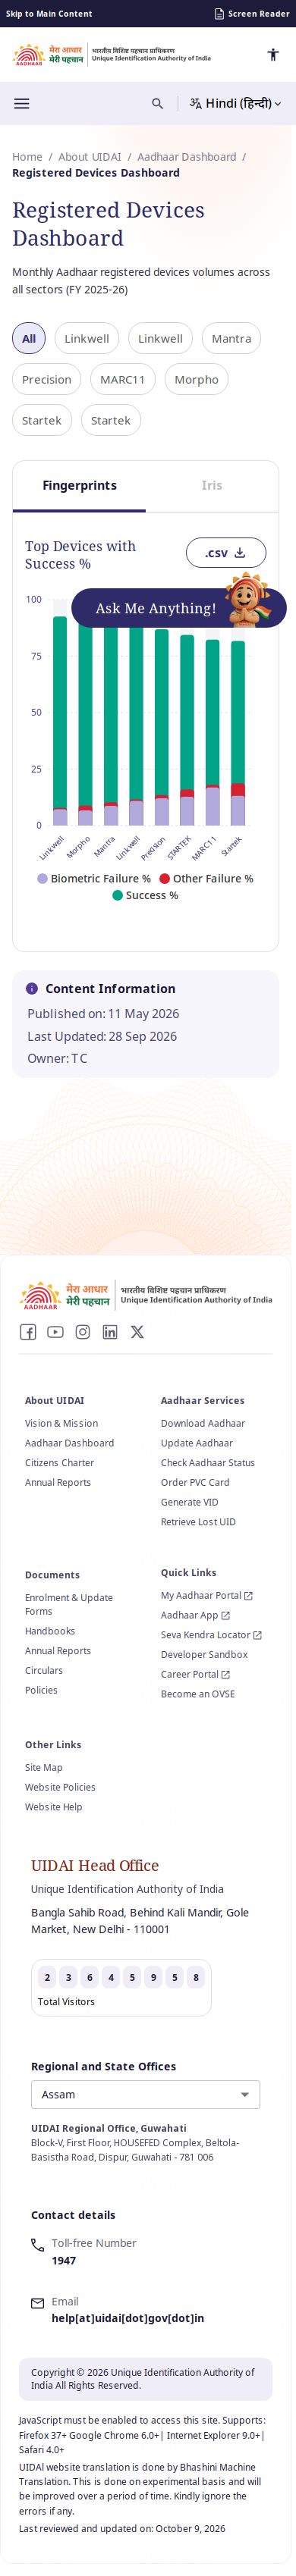 Skip to Main Content
Screen Reader
AADHAAR
मेरा आधार
मेरी पहचान
भारतीय विशिष्ट पहचान प्राधिकरण
Unique Identification Authority of India
Hindi (हिन्दी)
Home / About UIDAI / Aadhaar Dashboard /
Registered Devices Dashboard
Registered Devices
Dashboard
Monthly Aadhaar registered devices volumes across
all sectors (FY 2025-26)
All Linkwell Linkwell Mantra
Precision MARC11 Morpho
Startek Startek
Fingerprints Iris
Top Devices with
Success %
.csv
Ask Me Anything!
100
75
50
25
0
Linkwell Morpho Mantra Linkwell Precision STARTEK MARC11 Startek
Biometric Failure % Other Failure %
Success %
Content Information
Published on: 11 May 2026
Last Updated: 28 Sep 2026
Owner: T C
AADHAAR
मेरा आधार
मेरी पहचान
भारतीय विशिष्ट पहचान प्राधिकरण
Unique Identification Authority of India
About UIDAI
Vision & Mission
Aadhaar Dashboard
Citizens Charter
Annual Reports
Aadhaar Services
Download Aadhaar
Update Aadhaar
Check Aadhaar Status
Order PVC Card
Generate VID
Retrieve Lost UID
Documents
Enrolment & Update
Forms
Handbooks
Annual Reports
Circulars
Policies
Quick Links
My Aadhaar Portal
Aadhaar App
Seva Kendra Locator
Developer Sandbox
Career Portal
Become an OVSE
Other Links
Site Map
Website Policies
Website Help
UIDAI Head Office
Unique Identification Authority of India
Bangla Sahib Road, Behind Kali Mandir, Gole
Market, New Delhi - 110001
2 3 6 4 5 9 5 8
Total Visitors
Regional and State Offices
Assam
UIDAI Regional Office, Guwahati
Block-V, First Floor, HOUSEFED Complex, Beltola-
Basistha Road, Dispur, Guwahati - 781 006
Contact details
Toll-free Number
1947
Email
help[at]uidai[dot]gov[dot]in
Copyright © 2026 Unique Identification Authority of
India All Rights Reserved.
JavaScript must be enabled to access this site. Supports:
Firefox 37+ Google Chrome 6.0+| Internet Explorer 9.0+|
Safari 4.0+
UIDAI website translation is done by Bhashini Machine
Translation. This is done on experimental basis and will
be improved over a period of time. Kindly ignore the
errors if any.
Last reviewed and updated on: October 9, 2026